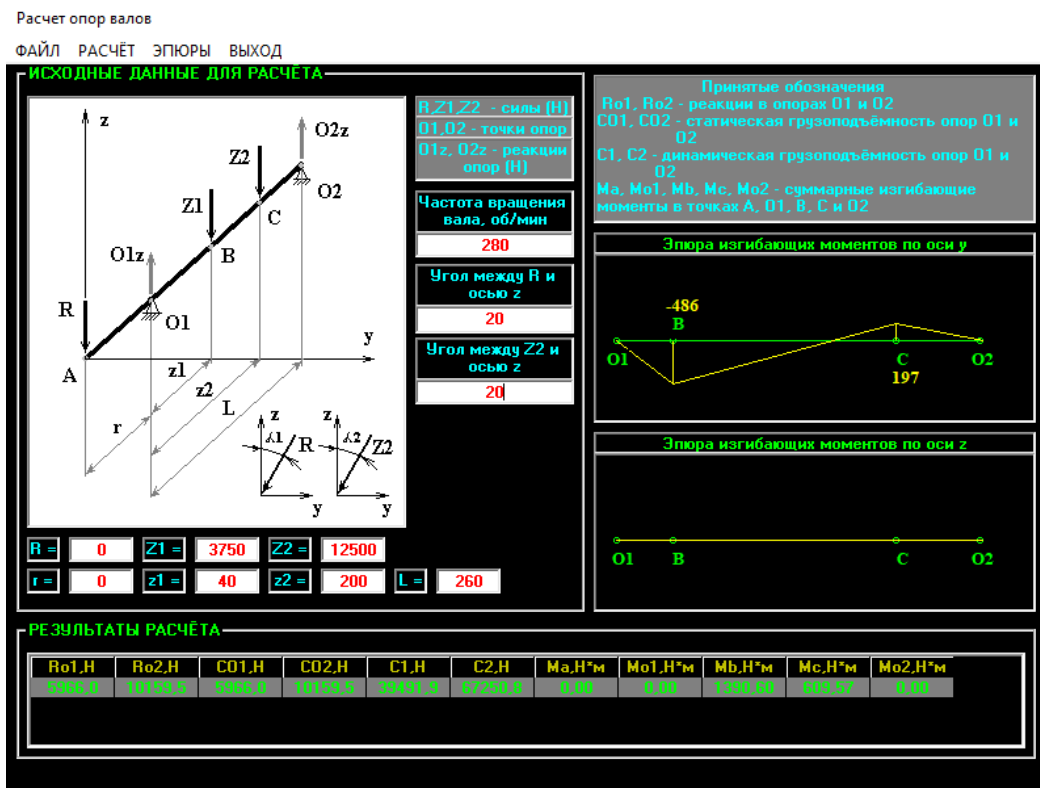 Расчет опор валов
ФАЙЛ РАСЧЁТ ЭПЮРЫ ВЫХОД
ИСХОДНЫЕ ДАННЫЕ ДЛЯ РАСЧЁТА
z
O2z
Z2
O2
Z1
C
O1z
B
R
O1
y
A
z1
z2
L
r
z
λ1
R
y
z
λ2
Z2
y
R,Z1,Z2 - силы (Н)
O1,O2 - точки опор
O1z, O2z - реакции
опор (Н)
Частота вращения
вала, об/мин
280
Угол между R и
осью z
20
Угол между Z2 и
осью z
20
R = 0 Z1 = 3750 Z2 = 12500
r = 0 z1 = 40 z2 = 200 L = 260
Принятые обозначения
Ro1, Ro2 - реакции в опорах O1 и O2
CO1, CO2 - статическая грузоподъёмность опор O1 и
O2
C1, C2 - динамическая грузоподъёмность опор O1 и
O2
Ma, Mo1, Mb, Mc, Mo2 - суммарные изгибающие
моменты в точках A, O1, B, C и O2
Эпюра изгибающих моментов по оси y
-486
B
O1 C O2
197
Эпюра изгибающих моментов по оси z
O1 B C O2
РЕЗУЛЬТАТЫ РАСЧЁТА
Ro1,Н Ro2,Н CO1,Н CO2,Н C1,Н C2,Н Ma,Н*м Mo1,Н*м Mb,Н*м Mc,Н*м Mo2,Н*м
5966,0 10159,5 5966,0 10159,5 39491,9 67250,8 0,00 0,00 1390,60 609,57 0,00